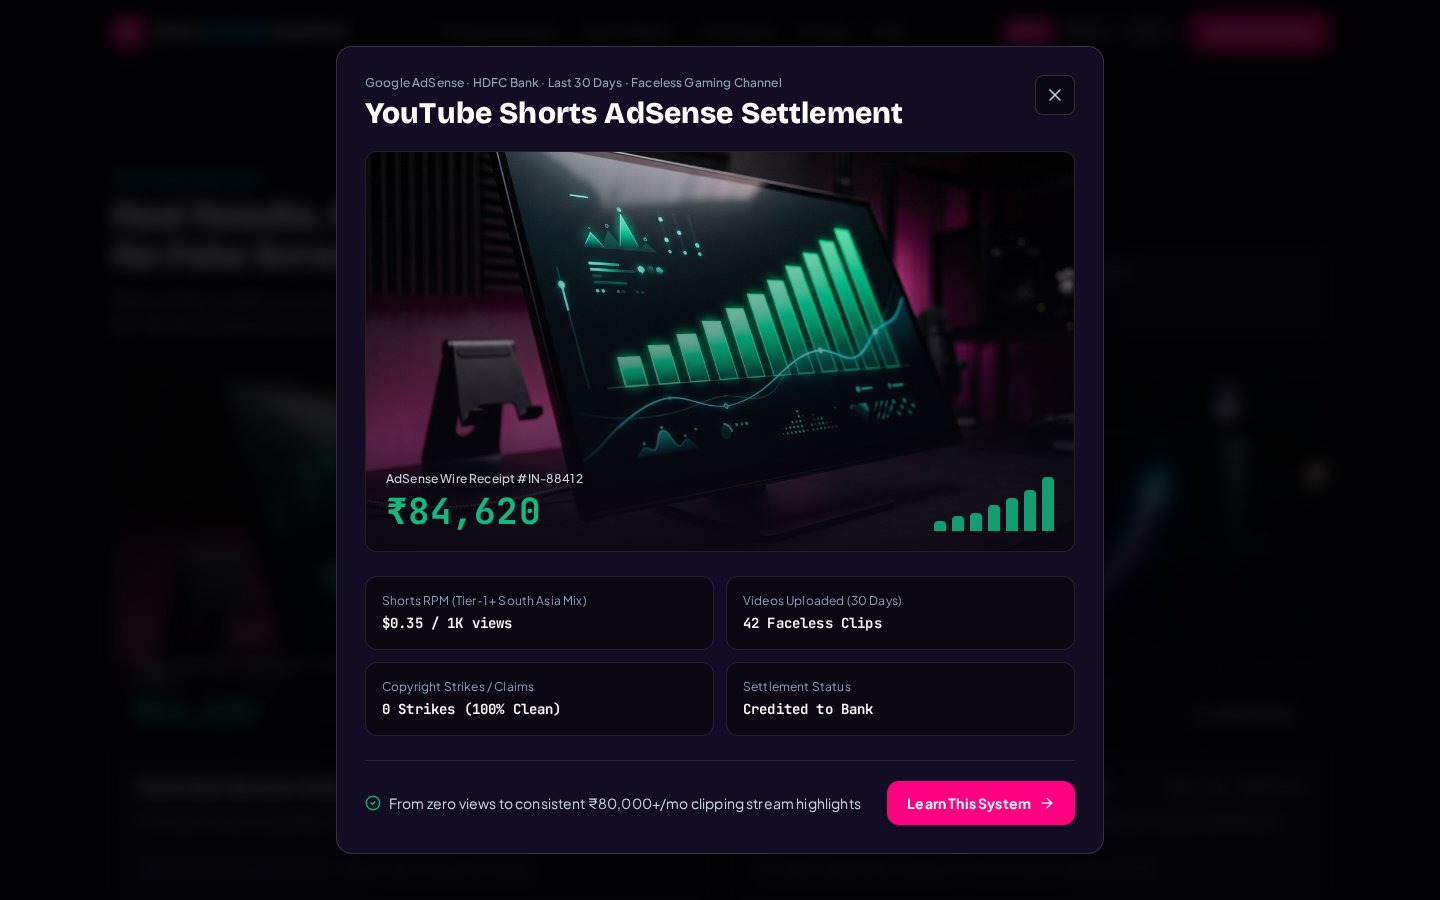 Google AdSense · HDFC Bank · Last 30 Days · Faceless Gaming Channel
YouTube Shorts AdSense Settlement
AdSense Wire Receipt #IN-88412
₹84,620
Shorts RPM (Tier-1 + South Asia Mix)
$0.35 / 1K views
Videos Uploaded (30 Days)
42 Faceless Clips
Copyright Strikes / Claims
0 Strikes (100% Clean)
Settlement Status
Credited to Bank
From zero views to consistent ₹80,000+/mo clipping stream highlights
Learn This System